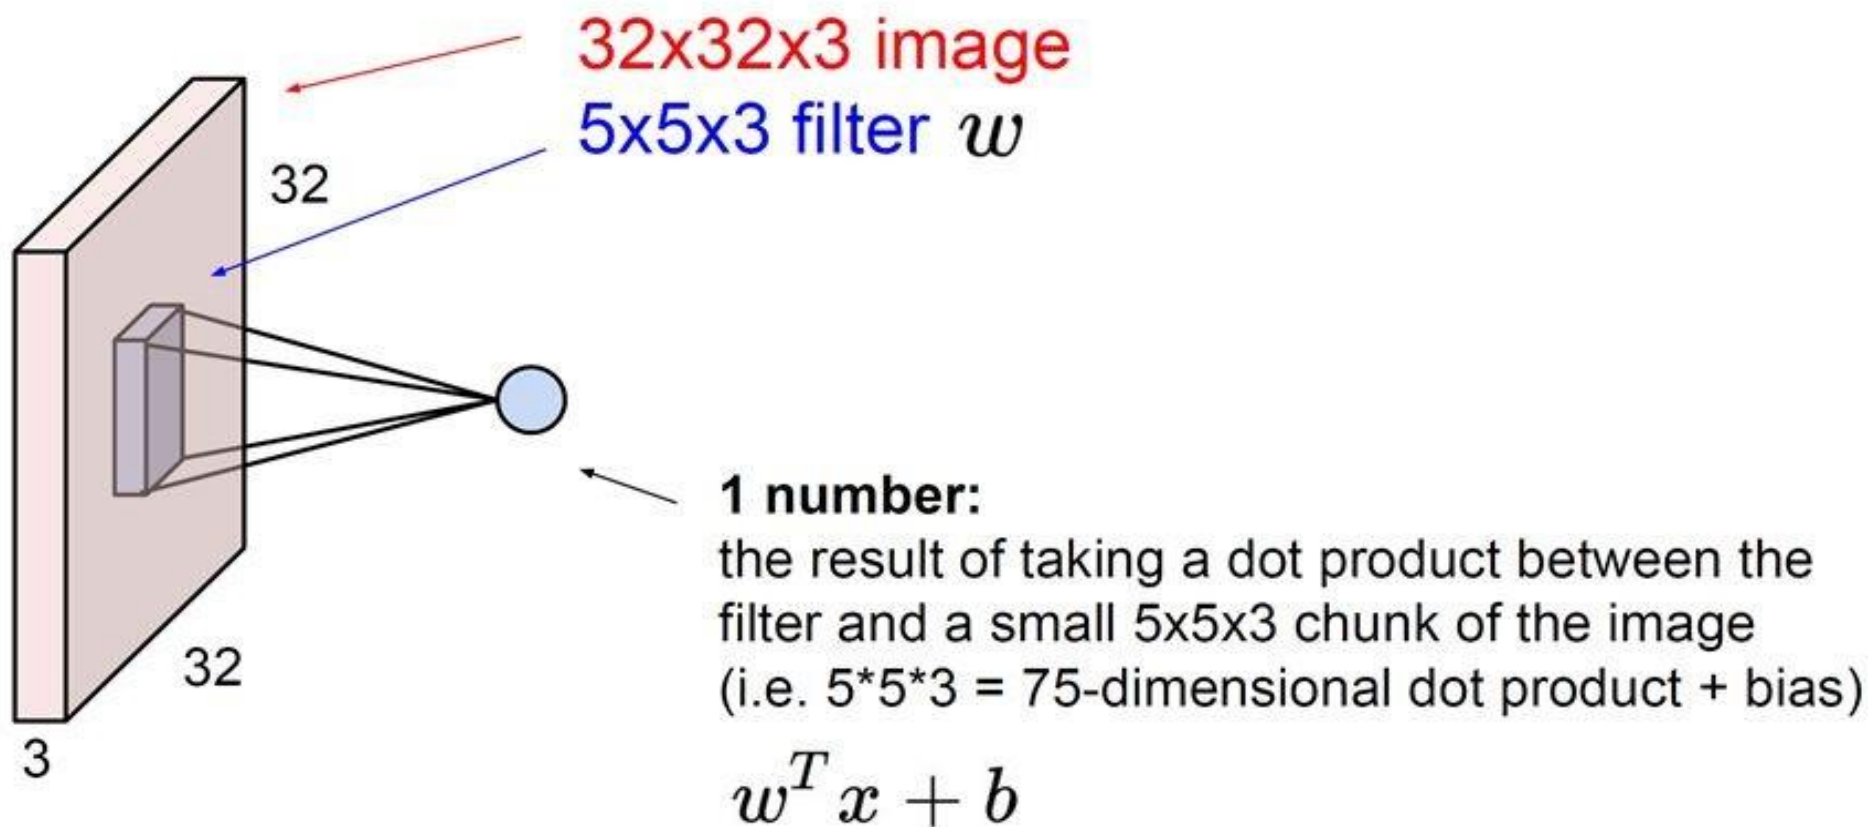 32x32x3 image
5x5x3 filter w
32
32
3
1 number:
the result of taking a dot product between the
filter and a small 5x5x3 chunk of the image
(i.e. 5*5*3 = 75-dimensional dot product + bias)
w^T x + b